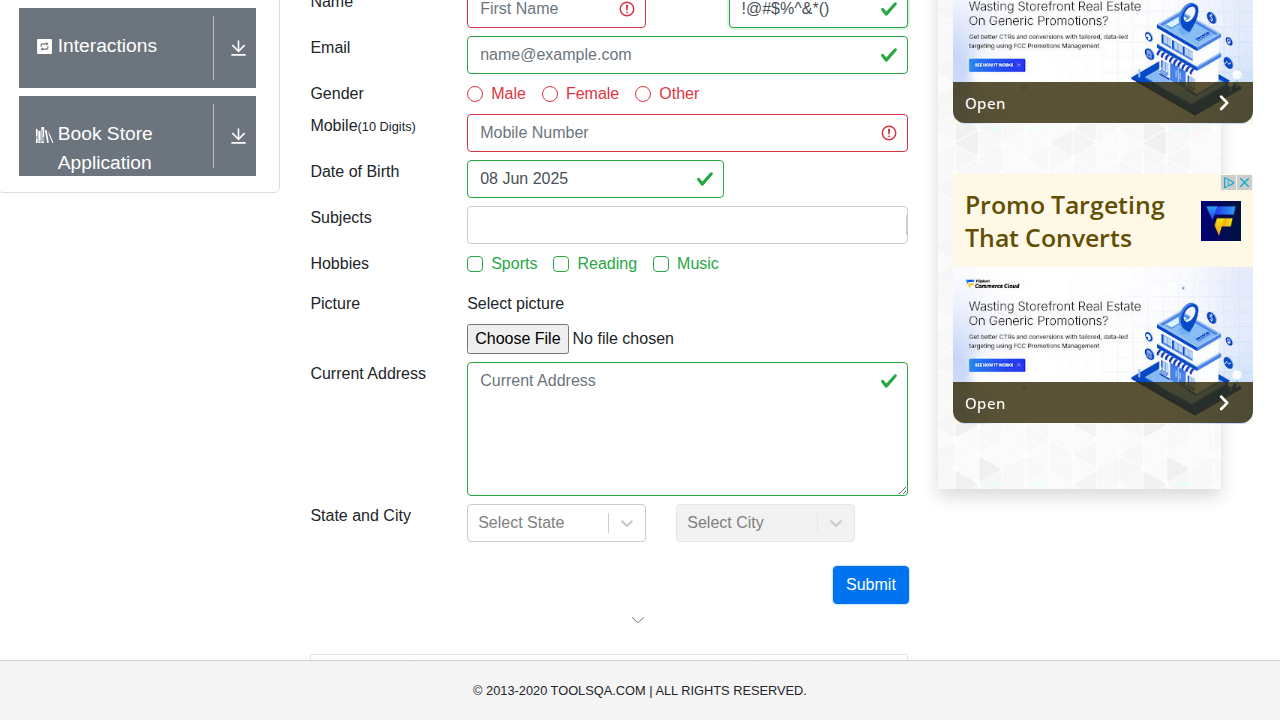 Name
First Name
!@#$%^&*()
Interactions
Email
name@example.com
Gender
Male
Female
Other
Book Store
Application
Mobile(10 Digits)
Mobile Number
Date of Birth
08 Jun 2025
Subjects
Hobbies
Sports
Reading
Music
Picture
Select picture
Choose File No file chosen
Current Address
Current Address
State and City
Select State
Select City
Submit
Wasting Storefront Real Estate
On Generic Promotions?
Get better CTRs and conversions with tailored, data-led
targeting using FCC Promotions Management
SEE HOW IT WORKS
Open
Promo Targeting
That Converts
Flipkart
Commerce Cloud
Wasting Storefront Real Estate
On Generic Promotions?
Get better CTRs and conversions with tailored, data-led
targeting using FCC Promotions Management
SEE HOW IT WORKS
Open
© 2013-2020 TOOLSQA.COM | ALL RIGHTS RESERVED.